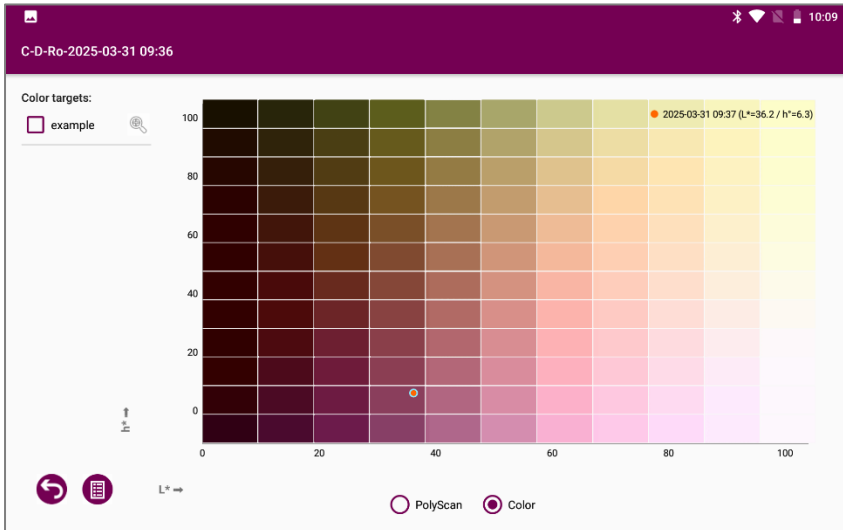 10:09
C-D-Ro-2025-03-31 09:36
Color targets:
example
2025-03-31 09:37 (L*=36.2 / h°=6.3)
100
80
60
40
20
0
h* →
0 20 40 60 80 100
L* →
PolyScan Color